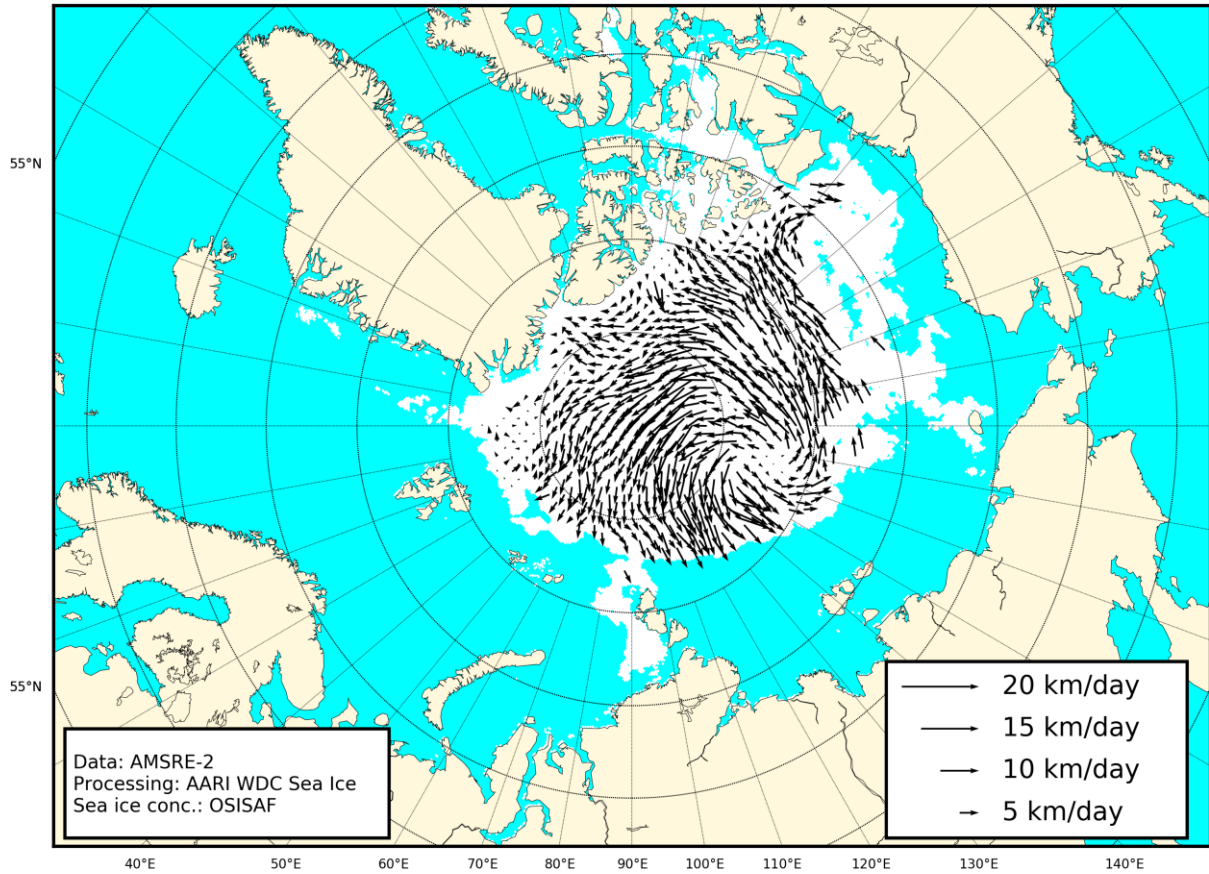 55°N
55°N
20 km/day
15 km/day
10 km/day
5 km/day
Data: AMSRE-2
Processing: AARI WDC Sea Ice
Sea ice conc.: OSISAF
40°E 50°E 60°E 70°E 80°E 90°E 100°E 110°E 120°E 130°E 140°E